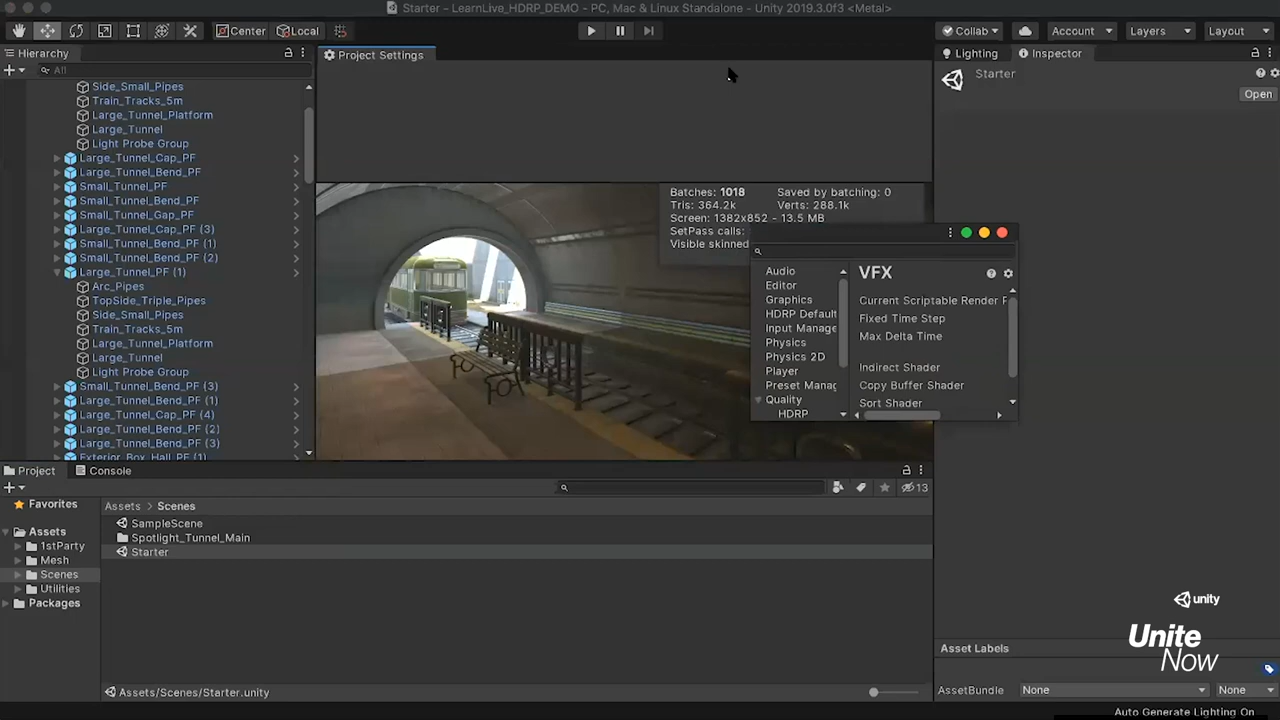 Starter - LearnLive_HDRP_DEMO - PC, Mac & Linux Standalone - Unity 2019.3.0f3 <Metal>
Center
Local
Collab
Account
Layers
Layout
Hierarchy
All
Side_Small_Pipes
Train_Tracks_5m
Large_Tunnel_Platform
Large_Tunnel
Light Probe Group
Large_Tunnel_Cap_PF
Large_Tunnel_Bend_PF
Small_Tunnel_PF
Small_Tunnel_Bend_PF
Small_Tunnel_Gap_PF
Large_Tunnel_Cap_PF (3)
Small_Tunnel_Bend_PF (1)
Small_Tunnel_Bend_PF (2)
Large_Tunnel_PF (1)
Arc_Pipes
TopSide_Triple_Pipes
Side_Small_Pipes
Train_Tracks_5m
Large_Tunnel_Platform
Large_Tunnel
Light Probe Group
Small_Tunnel_Bend_PF (3)
Large_Tunnel_Bend_PF (1)
Large_Tunnel_Cap_PF (4)
Large_Tunnel_Bend_PF (2)
Large_Tunnel_Bend_PF (3)
Exterior_Box_Hall_PF (1)
Project Settings
Batches: 1018 Saved by batching: 0
Tris: 364.2k Verts: 288.1k
Screen: 1382x852 - 13.5 MB
SetPass calls:
Visible skinned
Audio
Editor
Graphics
HDRP Default
Input Manage
Physics
Physics 2D
Player
Preset Manag
Quality
HDRP
VFX
Current Scriptable Render P
Fixed Time Step
Max Delta Time
Indirect Shader
Copy Buffer Shader
Sort Shader
Lighting
Inspector
Starter
Open
Project
Console
13
Favorites
Assets
1stParty
Mesh
Scenes
Utilities
Packages
Assets > Scenes
SampleScene
Spotlight_Tunnel_Main
Starter
Assets/Scenes/Starter.unity
unity
Unite
Now
Asset Labels
AssetBundle None None
Auto Generate Lighting On